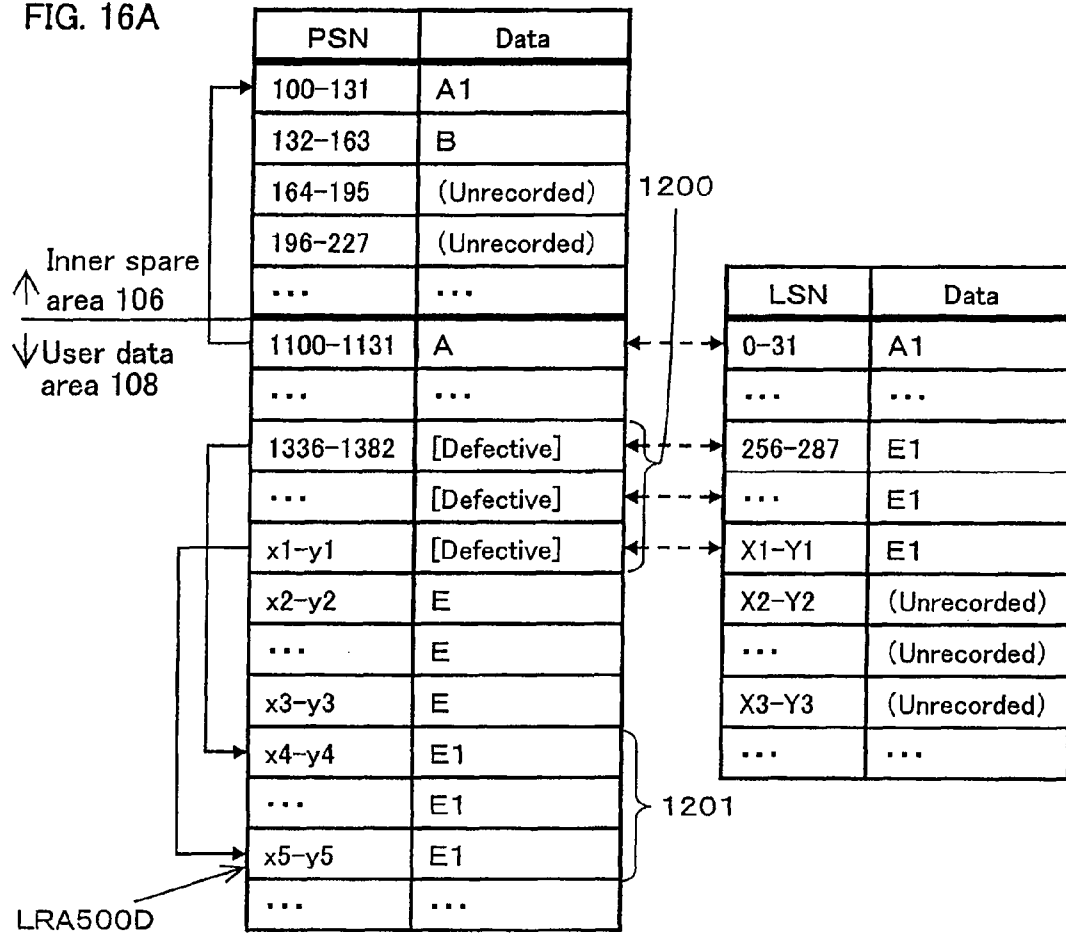 FIG. 16A
PSN Data
100-131 A1
132-163 B
164-195 (Unrecorded)
196-227 (Unrecorded)
... ...
1100-1131 A
... ...
1336-1382 [Defective]
... [Defective]
x1-y1 [Defective]
x2-y2 E
... E
x3-y3 E
x4-y4 E1
... E1
x5-y5 E1
... ...
Inner spare
area 106
User data
area 108
LRA500D
1200
1201
LSN Data
0-31 A1
... ...
256-287 E1
... E1
X1-Y1 E1
X2-Y2 (Unrecorded)
... (Unrecorded)
X3-Y3 (Unrecorded)
... ...